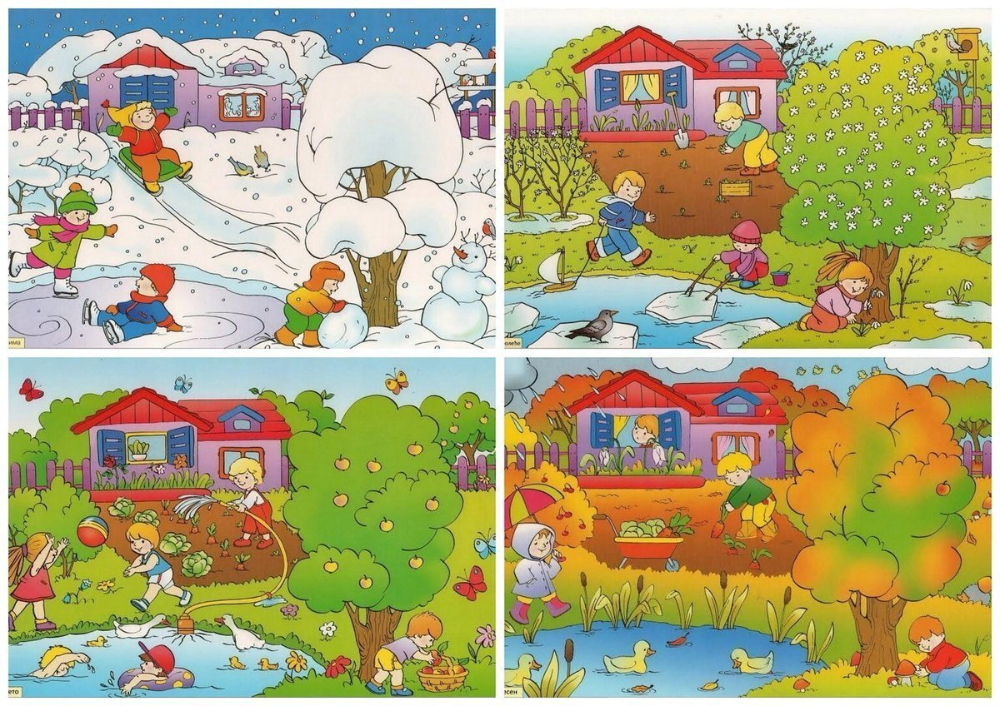 има
олеће
ето
есен